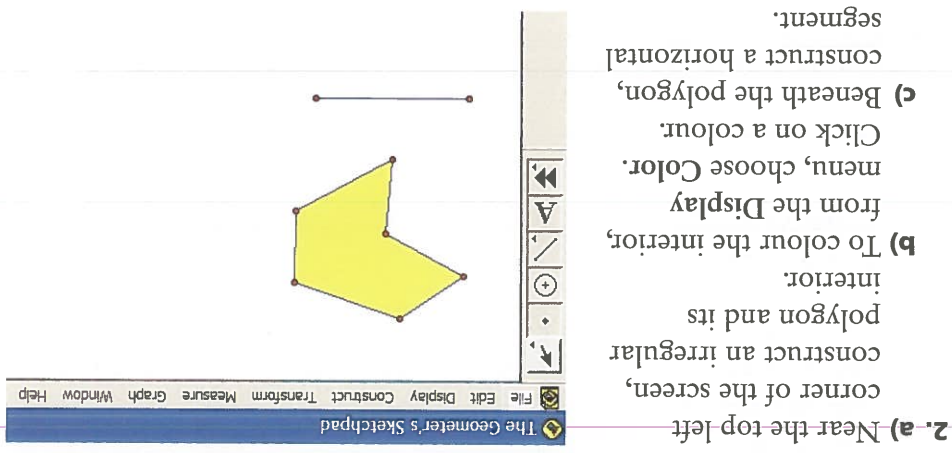 2. a) Near the top left
corner of the screen,
construct an irregular
polygon and its
interior.
b) To colour the interior,
from the Display
menu, choose Color.
Click on a colour.
c) Beneath the polygon,
construct a horizontal
segment.
The Geometer's Sketchpad
File Edit Display Construct Transform Measure Graph Window Help
A